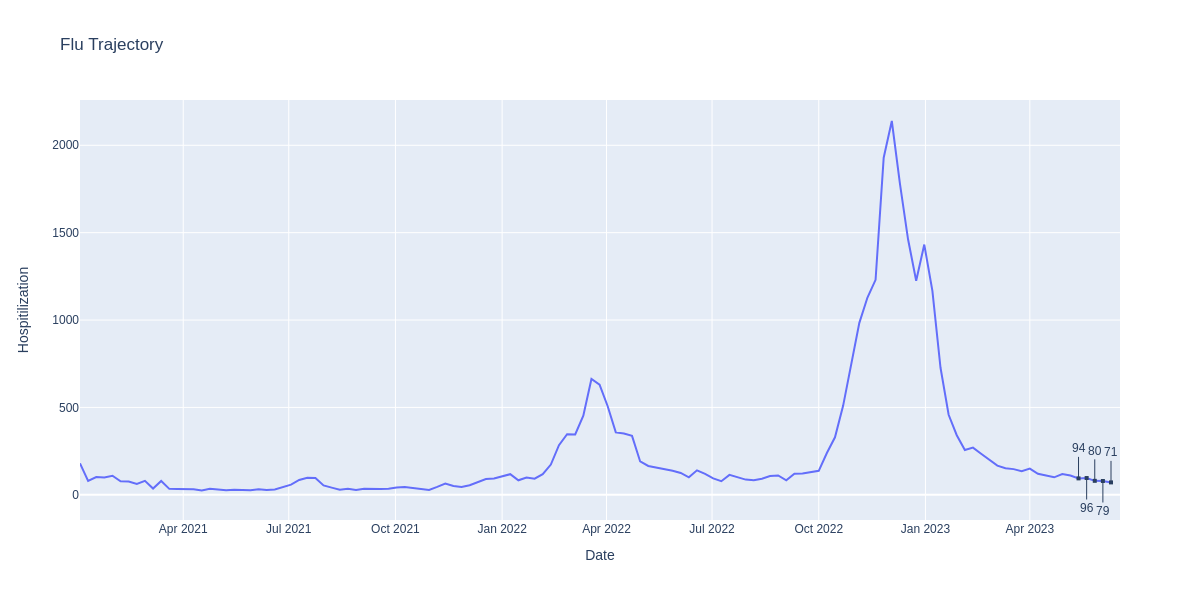 Flu Trajectory
Hospitilization
2000
1500
1000
500
0
94 80 71
96 79
Apr 2021 Jul 2021 Oct 2021 Jan 2022 Apr 2022 Jul 2022 Oct 2022 Jan 2023 Apr 2023
Date